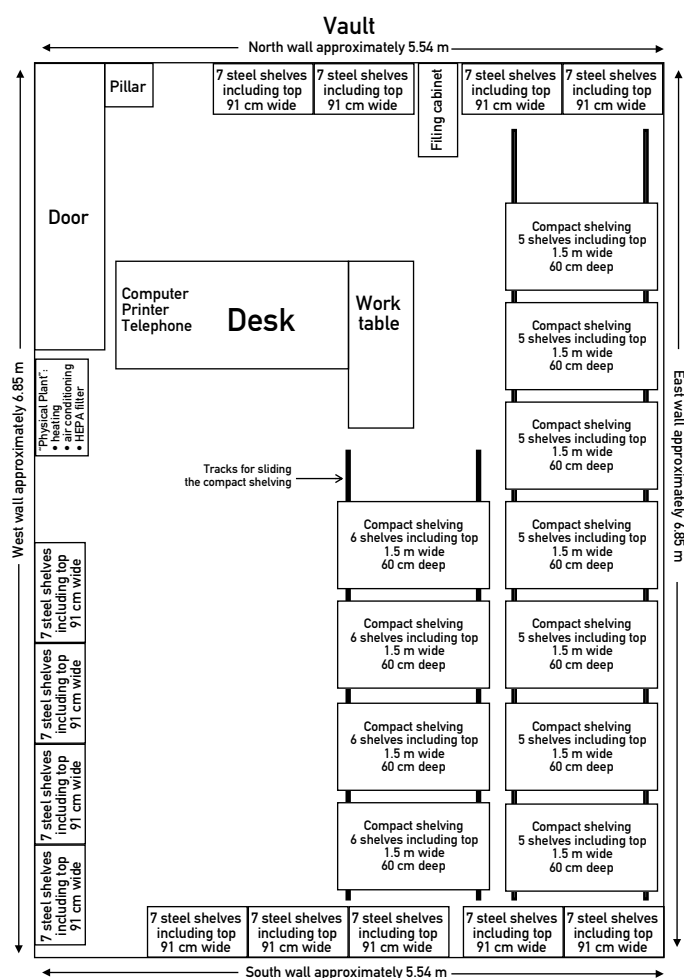 Vault
North wall approximately 5.54 m
7 steel shelves
including top
91 cm wide
7 steel shelves
including top
91 cm wide
7 steel shelves
including top
91 cm wide
7 steel shelves
including top
91 cm wide
Pillar
Filing cabinet
Door
Computer
Printer
Telephone
Desk
Work
table
"Physical Plant":
• heating
• air conditioning
• HEPA filter
West wall approximately 6.85 m
East wall approximately 6.85 m
Compact shelving
5 shelves including top
1.5 m wide
60 cm deep
Compact shelving
5 shelves including top
1.5 m wide
60 cm deep
Compact shelving
5 shelves including top
1.5 m wide
60 cm deep
Tracks for sliding
the compact shelving
Compact shelving
6 shelves including top
1.5 m wide
60 cm deep
Compact shelving
5 shelves including top
1.5 m wide
60 cm deep
Compact shelving
6 shelves including top
1.5 m wide
60 cm deep
Compact shelving
5 shelves including top
1.5 m wide
60 cm deep
Compact shelving
6 shelves including top
1.5 m wide
60 cm deep
Compact shelving
5 shelves including top
1.5 m wide
60 cm deep
Compact shelving
6 shelves including top
1.5 m wide
60 cm deep
Compact shelving
5 shelves including top
1.5 m wide
60 cm deep
7 steel shelves
including top
91 cm wide
7 steel shelves
including top
91 cm wide
7 steel shelves
including top
91 cm wide
7 steel shelves
including top
91 cm wide
7 steel shelves
including top
91 cm wide
7 steel shelves
including top
91 cm wide
7 steel shelves
including top
91 cm wide
7 steel shelves
including top
91 cm wide
7 steel shelves
including top
91 cm wide
South wall approximately 5.54 m